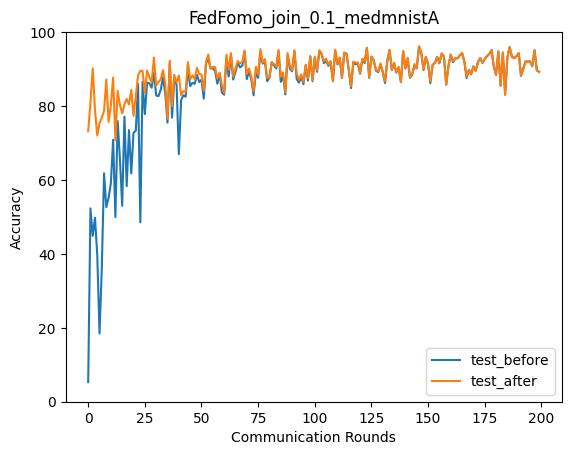 FedFomo_join_0.1_medmnistA
100
80
60
40
20
0
Accuracy
0 25 50 75 100 125 150 175 200
Communication Rounds
test_before
test_after